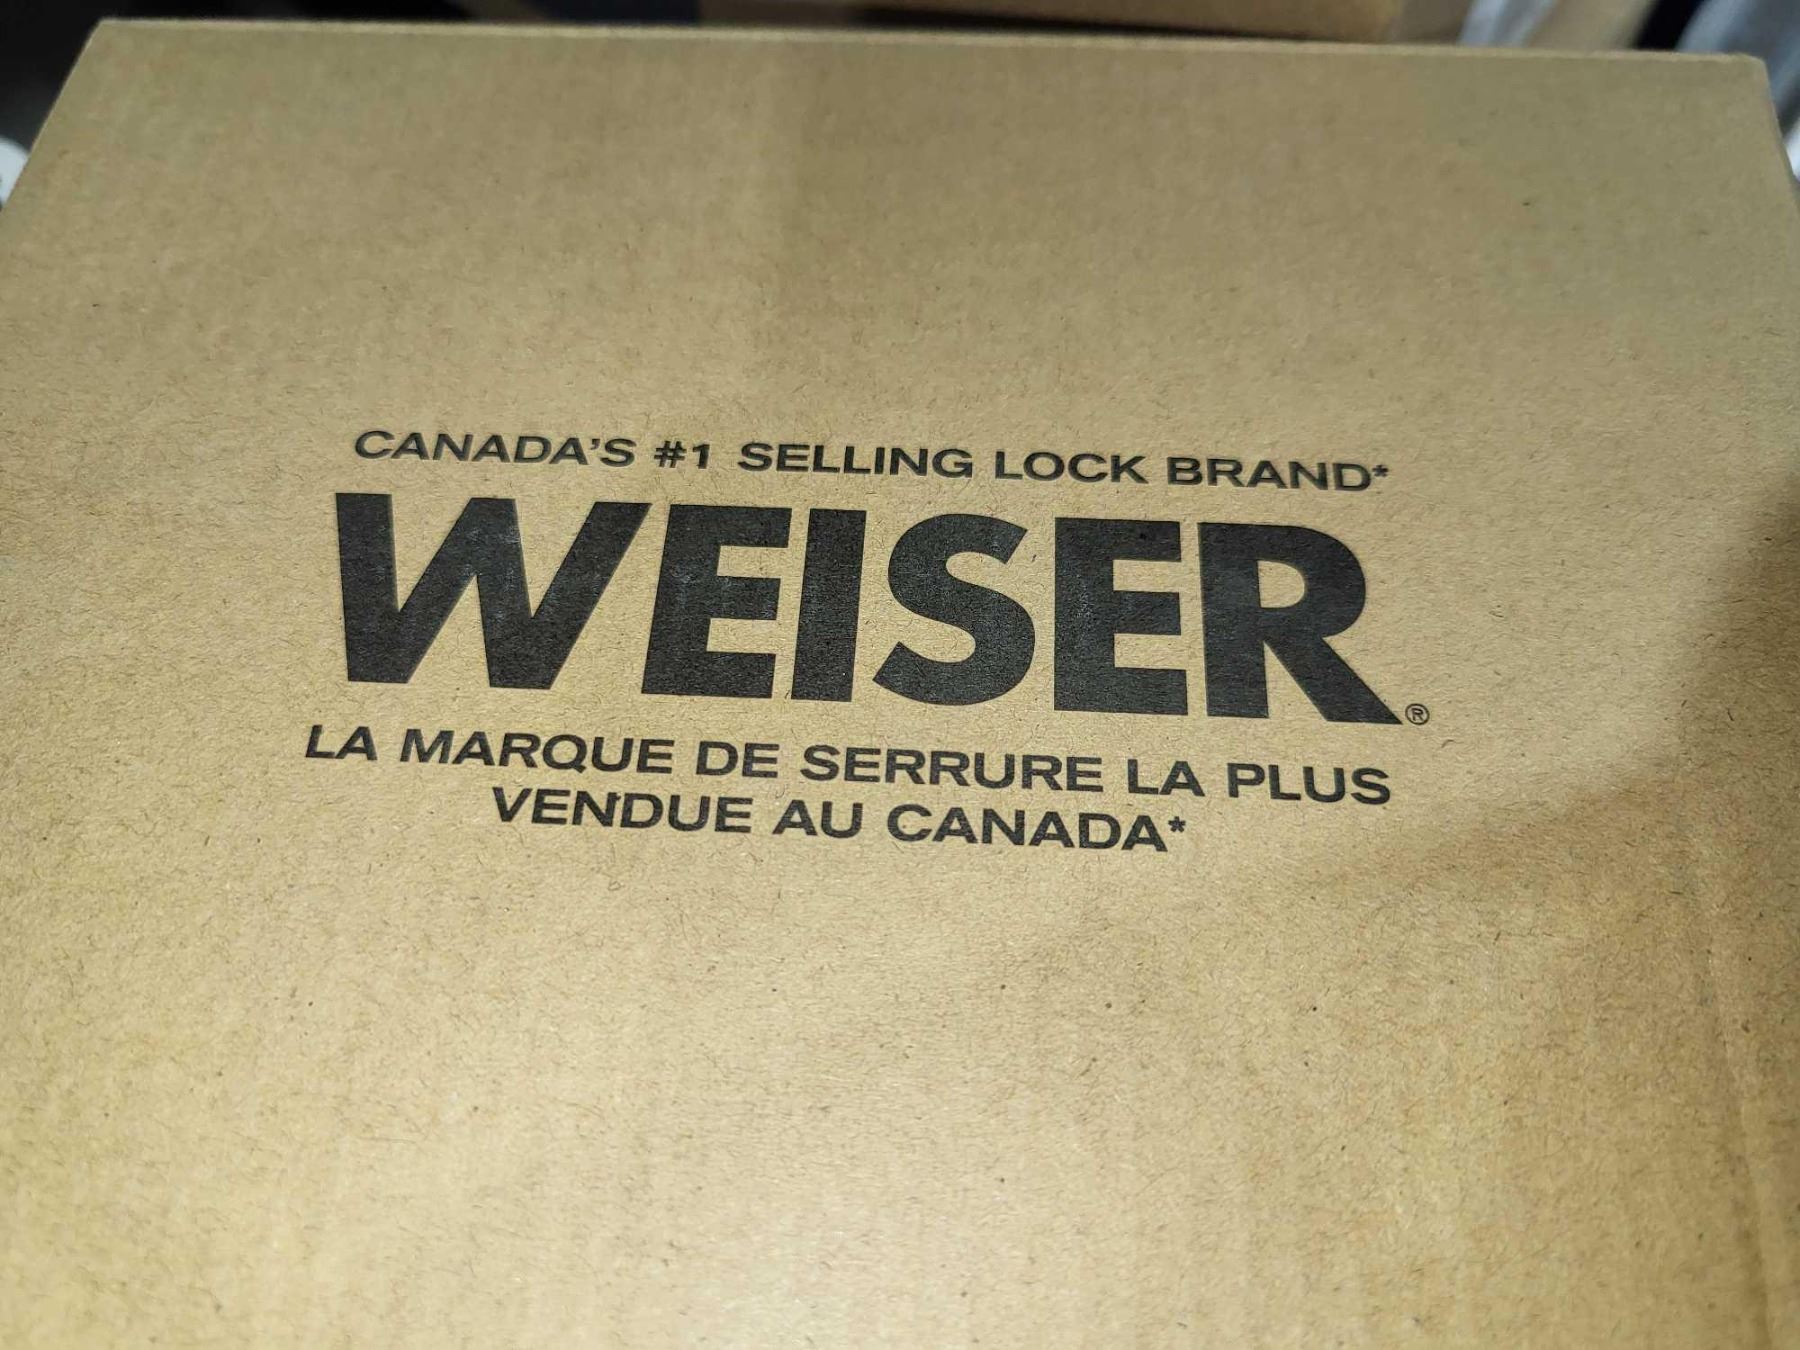 CANADA'S #1 SELLING LOCK BRAND*
WEISER®
LA MARQUE DE SERRURE LA PLUS
VENDUE AU CANADA*